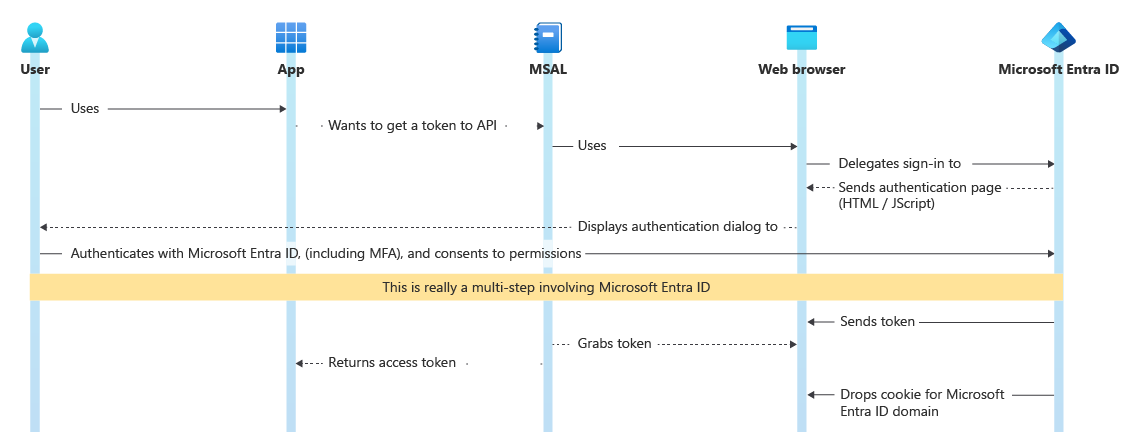 User
App
MSAL
Web browser
Microsoft Entra ID
Uses
Wants to get a token to API
Uses
Delegates sign-in to
Sends authentication page
(HTML / JScript)
Displays authentication dialog to
Authenticates with Microsoft Entra ID, (including MFA), and consents to permissions
This is really a multi-step involving Microsoft Entra ID
Sends token
Grabs token
Returns access token
Drops cookie for Microsoft
Entra ID domain